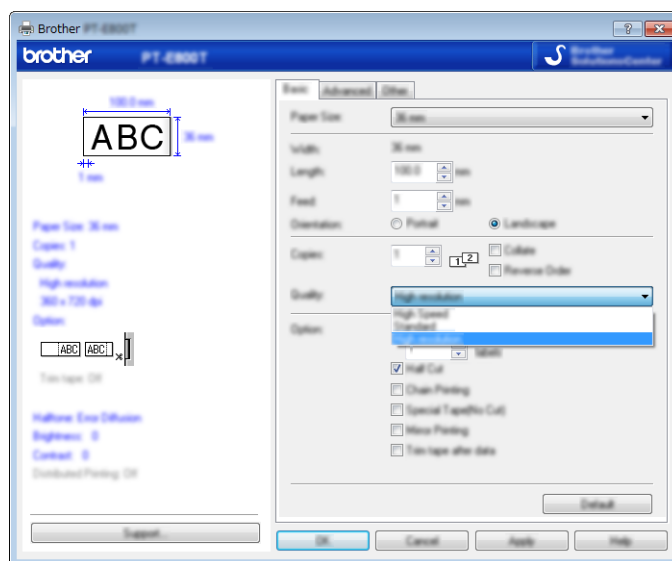 Brother PT-E800T
brother PT-E800T
Brother
SolutionsCenter
100.0 mm
ABC
36 mm
1 mm
Paper Size: 36 mm
Copies: 1
Quality:
High resolution
360 x 720 dpi
Option:
ABC ABC
Trim tape: Off
Halftone: Error Diffusion
Brightness: 0
Contrast: 0
Distributed Printing: Off
Support...
Basic Advanced Other
Paper Size: 36 mm
Width: 36 mm
Length: 100.0 mm
Feed: 1 mm
Orientation: Portrait Landscape
Copies: 1 1 2 Collate
Reverse Order
Quality: High resolution
High Speed
Standard
High resolution
Option:
labels
Half Cut
Chain Printing
Special Tape(No Cut)
Mirror Printing
Trim tape after data
Default
OK Cancel Apply Help